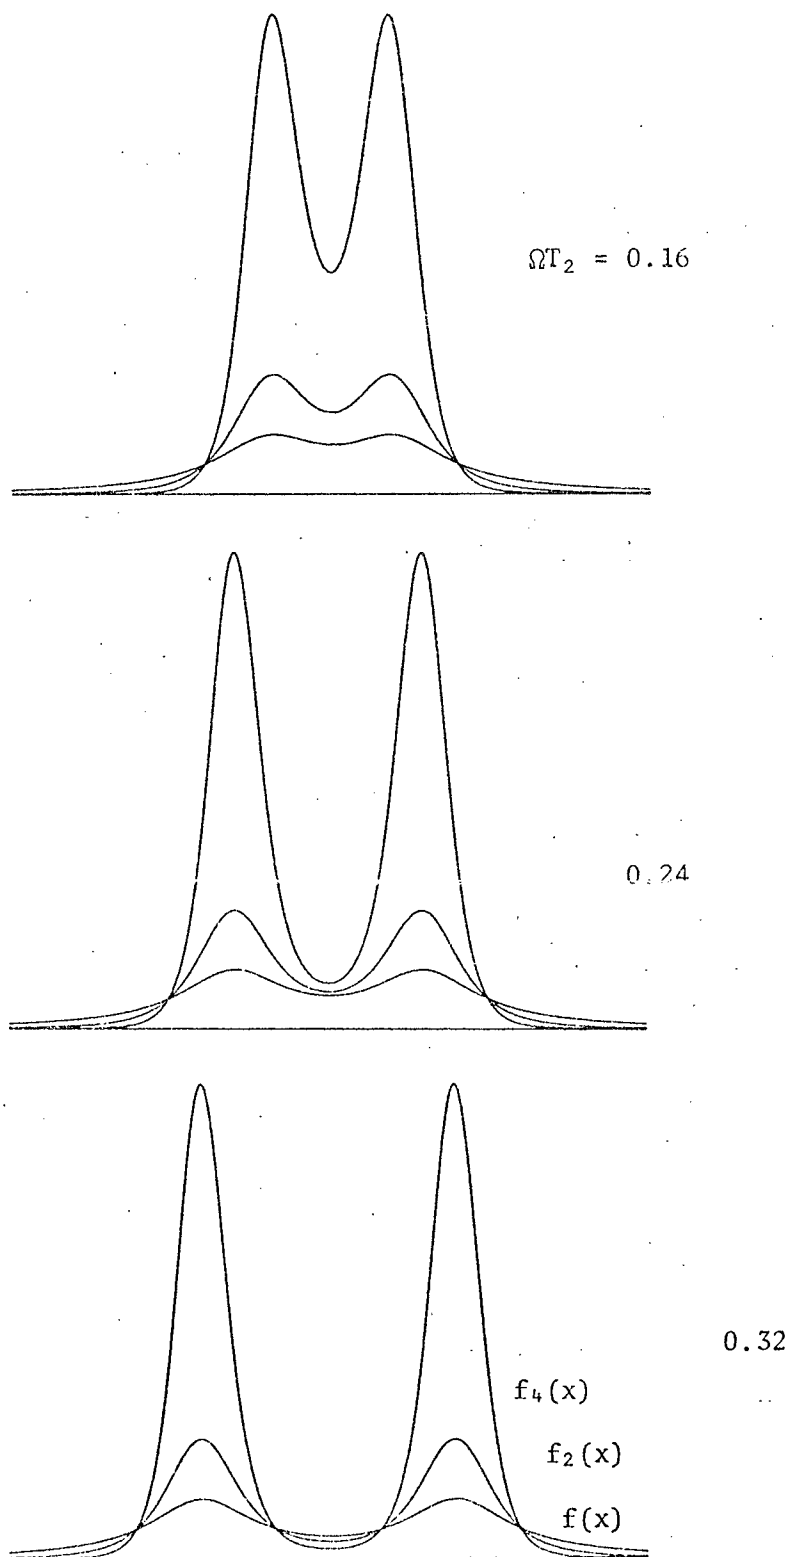 ΩT₂ = 0.16
0.24
0.32
f₄(x)
f₂(x)
f(x)